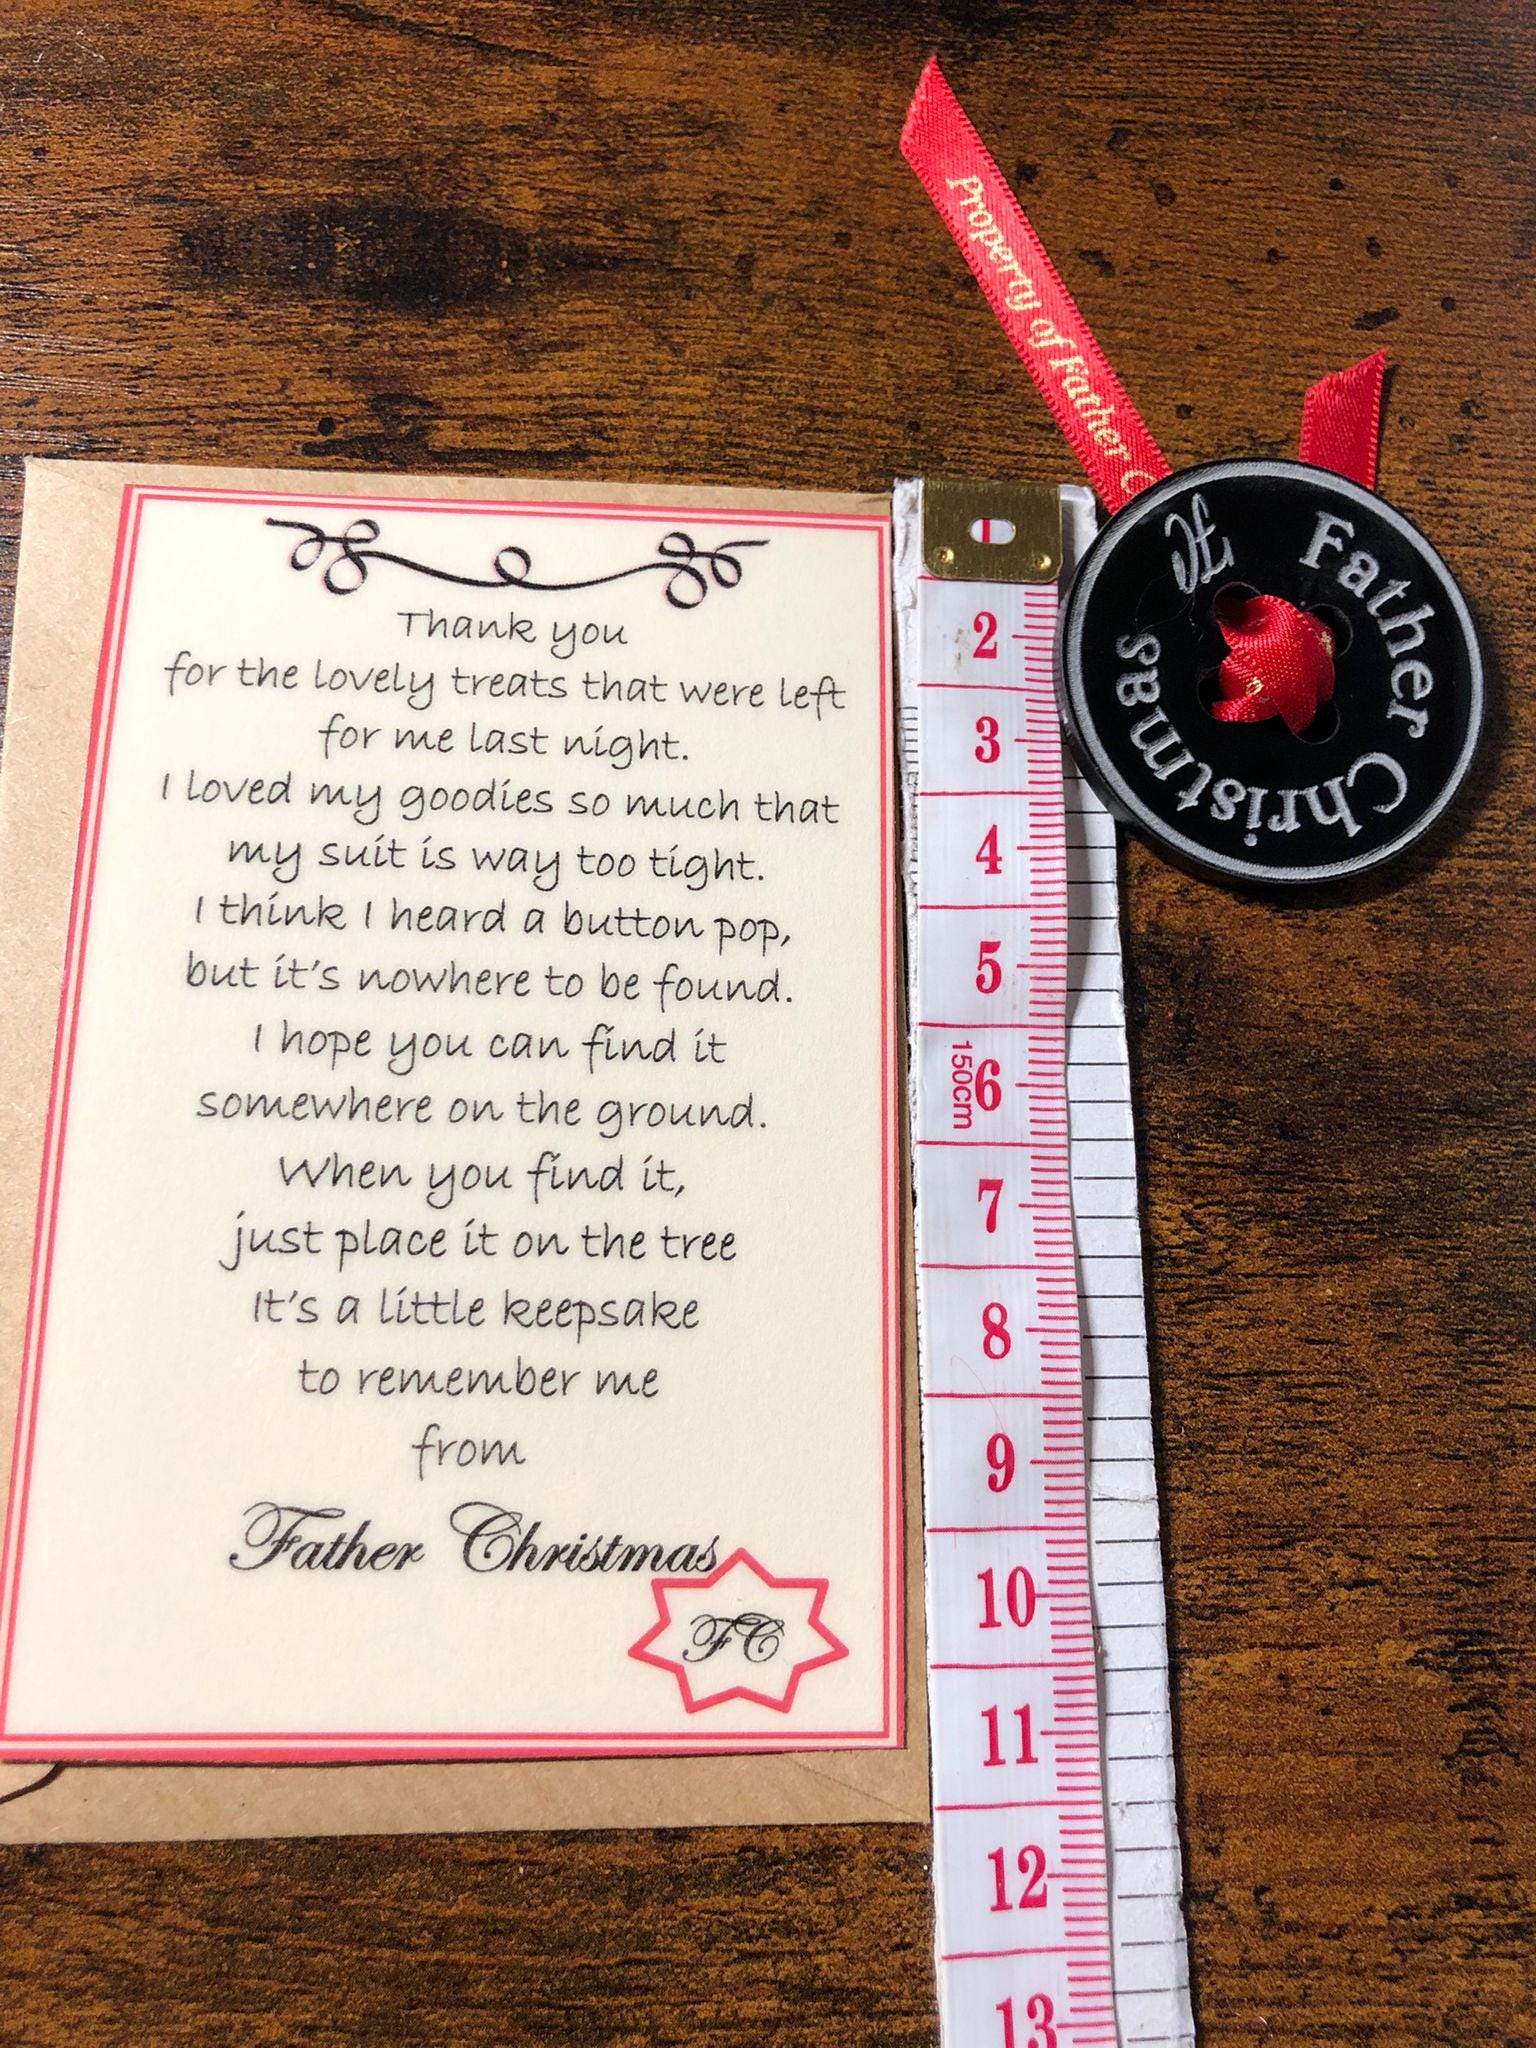 Property of Father C
FC
Father Christmas
Thank you
for the lovely treats that were left
for me last night.
I loved my goodies so much that
my suit is way too tight.
I think I heard a button pop,
but it's nowhere to be found.
I hope you can find it
somewhere on the ground.
When you find it,
just place it on the tree
It's a little keepsake
to remember me
from
Father Christmas
FC
1
2
3
4
5
6
150cm
7
8
9
10
11
12
13